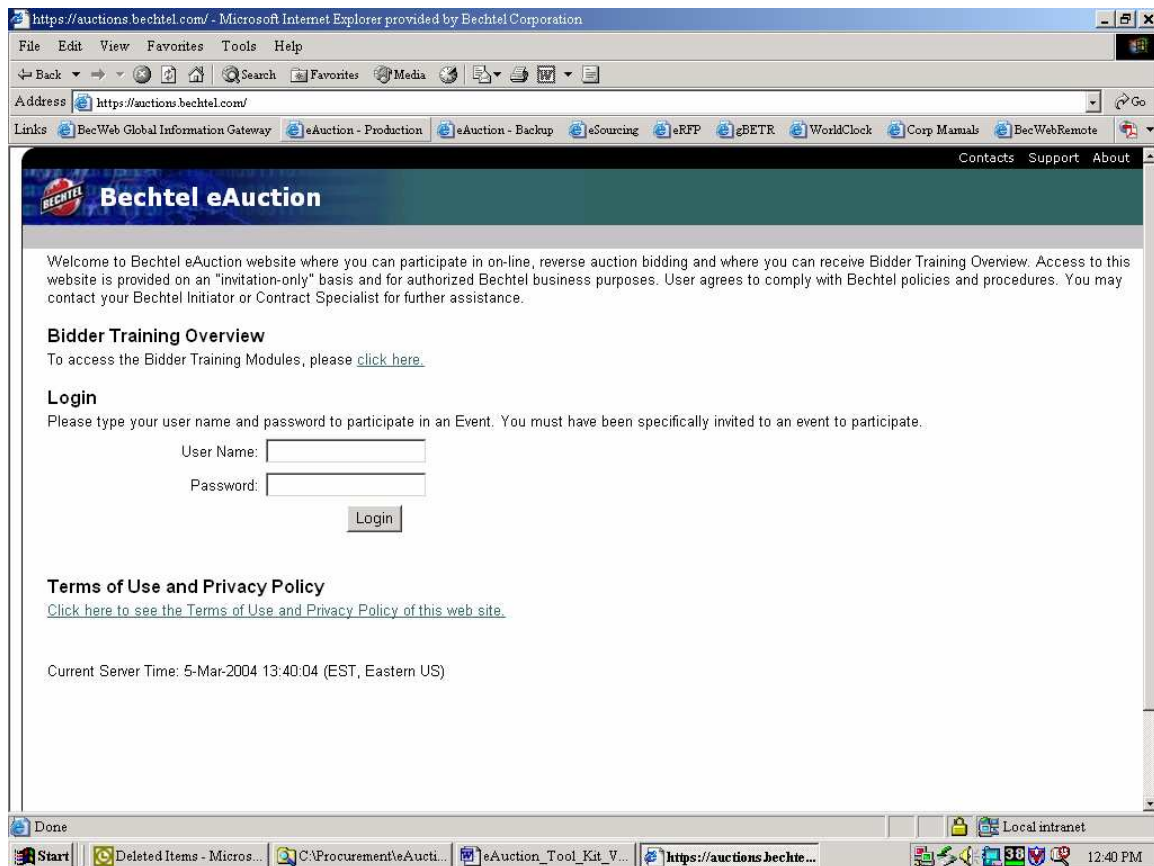 https://auctions.bechtel.com/ - Microsoft Internet Explorer provided by Bechtel Corporation
File Edit View Favorites Tools Help
Back Search Favorites Media
Address https://auctions.bechtel.com/ Go
Links BecWeb Global Information Gateway eAuction - Production eAuction - Backup eSourcing eRFP gBETR WorldClock Corp Manuals BecWebRemote
Contacts Support About
BECHTEL Bechtel eAuction
Welcome to Bechtel eAuction website where you can participate in on-line, reverse auction bidding and where you can receive Bidder Training Overview. Access to this
website is provided on an "invitation-only" basis and for authorized Bechtel business purposes. User agrees to comply with Bechtel policies and procedures. You may
contact your Bechtel Initiator or Contract Specialist for further assistance.
Bidder Training Overview
To access the Bidder Training Modules, please click here.
Login
Please type your user name and password to participate in an Event. You must have been specifically invited to an event to participate.
User Name:
Password:
Login
Terms of Use and Privacy Policy
Click here to see the Terms of Use and Privacy Policy of this web site.
Current Server Time: 5-Mar-2004 13:40:04 (EST, Eastern US)
Done Local intranet
Start Deleted Items - Micros... C:\Procurement\eAucti... eAuction_Tool_Kit_V... https://auctions.bechte... 38 12:40 PM